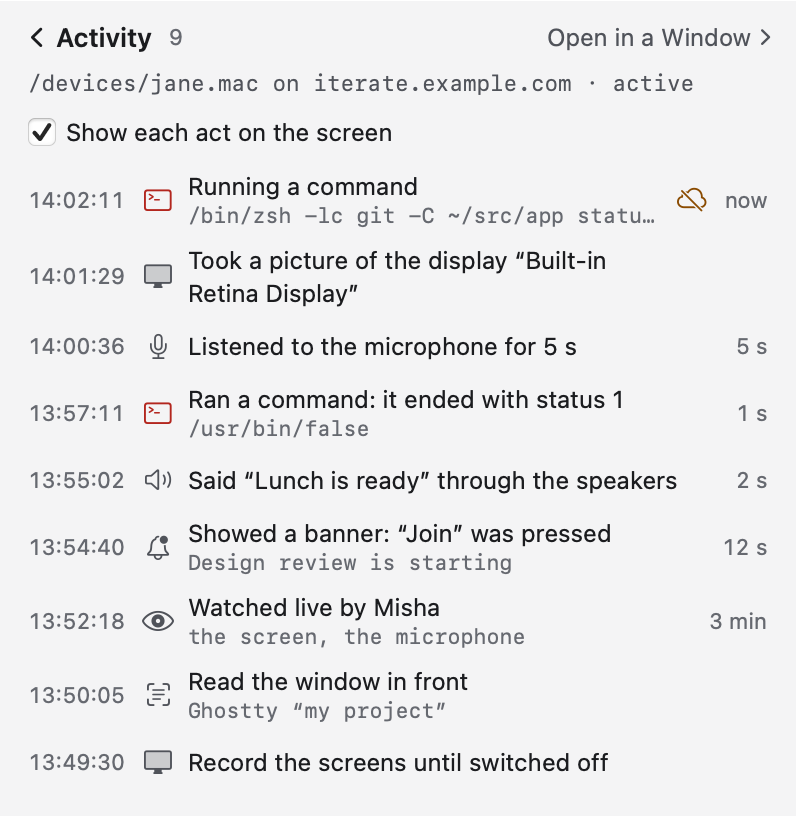 Activity 9
Open in a Window
/devices/jane.mac on iterate.example.com · active
Show each act on the screen
14:02:11 Running a command now
/bin/zsh -lc git -C ~/src/app statu…
14:01:29 Took a picture of the display “Built-in
Retina Display”
14:00:36 Listened to the microphone for 5 s 5 s
13:57:11 Ran a command: it ended with status 1 1 s
/usr/bin/false
13:55:02 Said “Lunch is ready” through the speakers 2 s
13:54:40 Showed a banner: “Join” was pressed 12 s
Design review is starting
13:52:18 Watched live by Misha 3 min
the screen, the microphone
13:50:05 Read the window in front
Ghostty “my project”
13:49:30 Record the screens until switched off